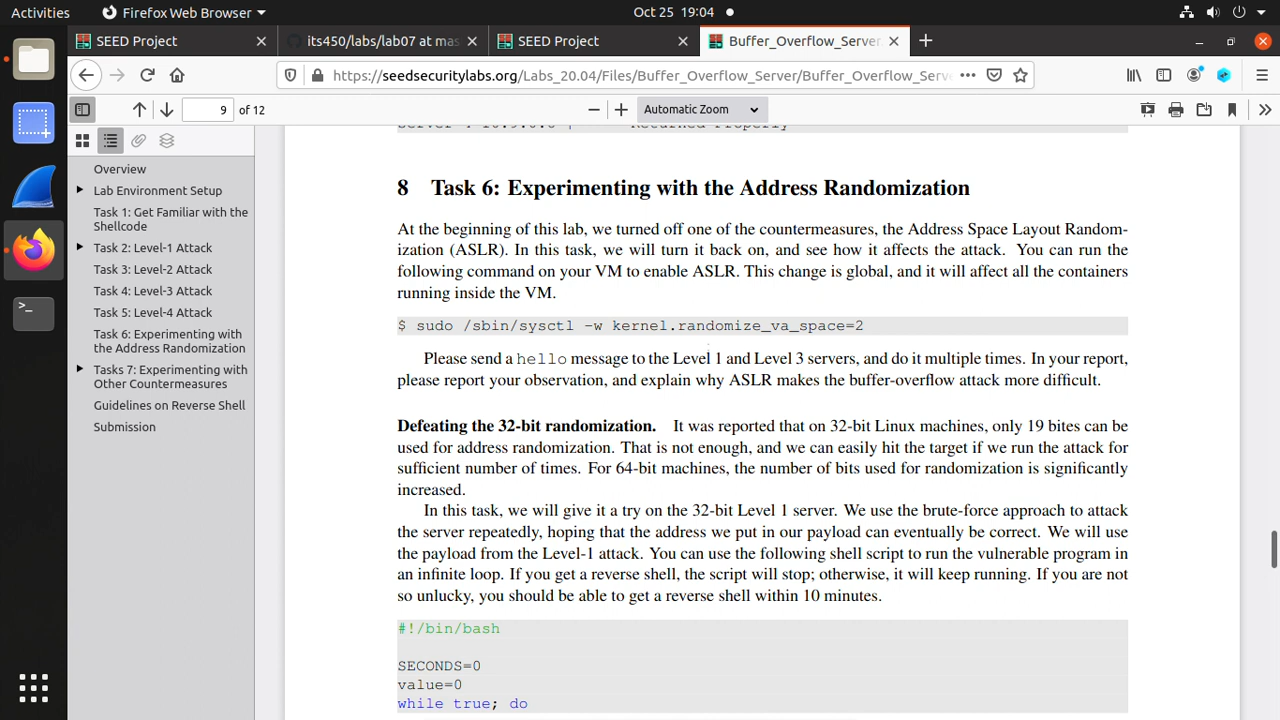 Activities
Firefox Web Browser
Oct 25 19:04
SEED Project
its450/labs/lab07 at mas
SEED Project
Buffer_Overflow_Server.
https://seedsecuritylabs.org/Labs_20.04/Files/Buffer_Overflow_Server/Buffer_Overflow_Serve
9 of 12
Automatic Zoom
Overview
Lab Environment Setup
Task 1: Get Familiar with the
Shellcode
Task 2: Level-1 Attack
Task 3: Level-2 Attack
Task 4: Level-3 Attack
Task 5: Level-4 Attack
Task 6: Experimenting with
the Address Randomization
Tasks 7: Experimenting with
Other Countermeasures
Guidelines on Reverse Shell
Submission
Returned Properly
8 Task 6: Experimenting with the Address Randomization
At the beginning of this lab, we turned off one of the countermeasures, the Address Space Layout Random-
ization (ASLR). In this task, we will turn it back on, and see how it affects the attack. You can run the
following command on your VM to enable ASLR. This change is global, and it will affect all the containers
running inside the VM.
$ sudo /sbin/sysctl -w kernel.randomize_va_space=2
Please send a hello message to the Level 1 and Level 3 servers, and do it multiple times. In your report,
please report your observation, and explain why ASLR makes the buffer-overflow attack more difficult.
Defeating the 32-bit randomization. It was reported that on 32-bit Linux machines, only 19 bites can be
used for address randomization. That is not enough, and we can easily hit the target if we run the attack for
sufficient number of times. For 64-bit machines, the number of bits used for randomization is significantly
increased.
In this task, we will give it a try on the 32-bit Level 1 server. We use the brute-force approach to attack
the server repeatedly, hoping that the address we put in our payload can eventually be correct. We will use
the payload from the Level-1 attack. You can use the following shell script to run the vulnerable program in
an infinite loop. If you get a reverse shell, the script will stop; otherwise, it will keep running. If you are not
so unlucky, you should be able to get a reverse shell within 10 minutes.
#!/bin/bash
SECONDS=0
value=0
while true; do